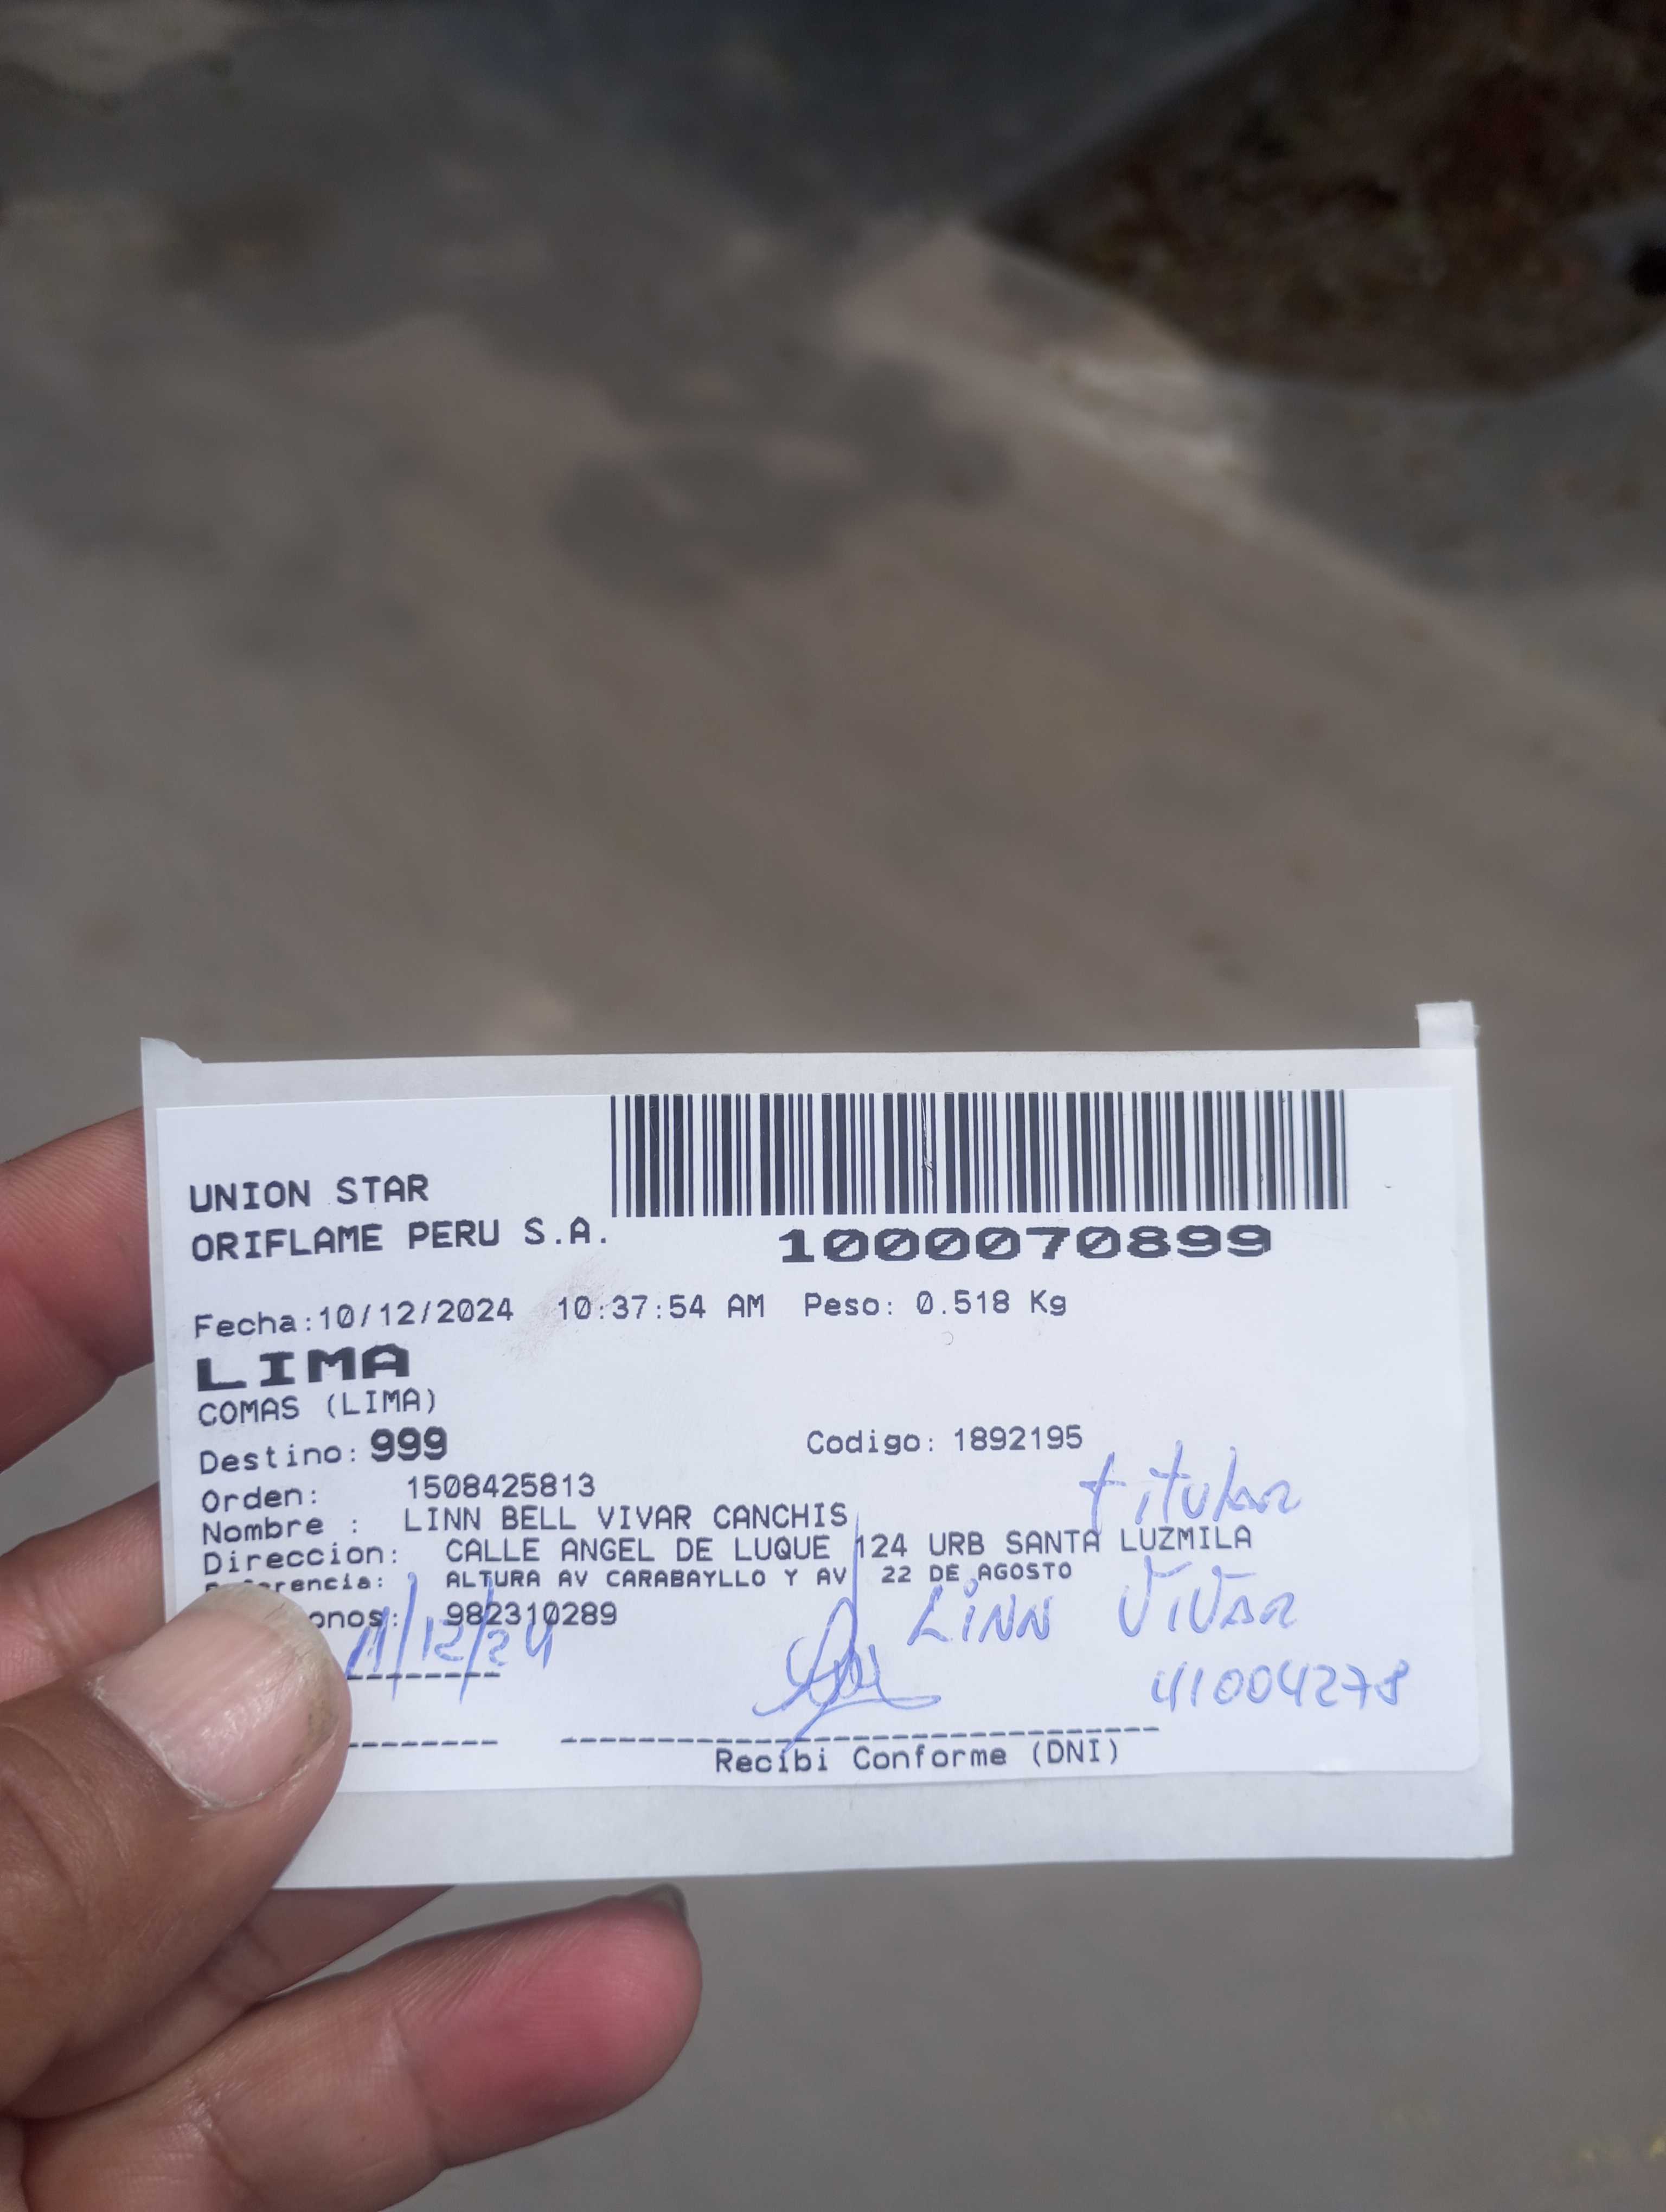 UNION STAR
ORIFLAME PERU S.A.
1000070899
Fecha:10/12/2024 10:37:54 AM Peso: 0.518 Kg
LIMA
COMAS (LIMA)
Destino: 999 Codigo: 1892195
Orden: 1508425813
titular
Nombre : LINN BELL VIVAR CANCHIS
Direccion: CALLE ANGEL DE LUQUE 124 URB SANTA LUZMILA
erencia: ALTURA AV CARABAYLLO Y AV 22 DE AGOSTO
onos: 982310289
LiNN ViVAR
11/12/24
41004278
Recibi Conforme (DNI)